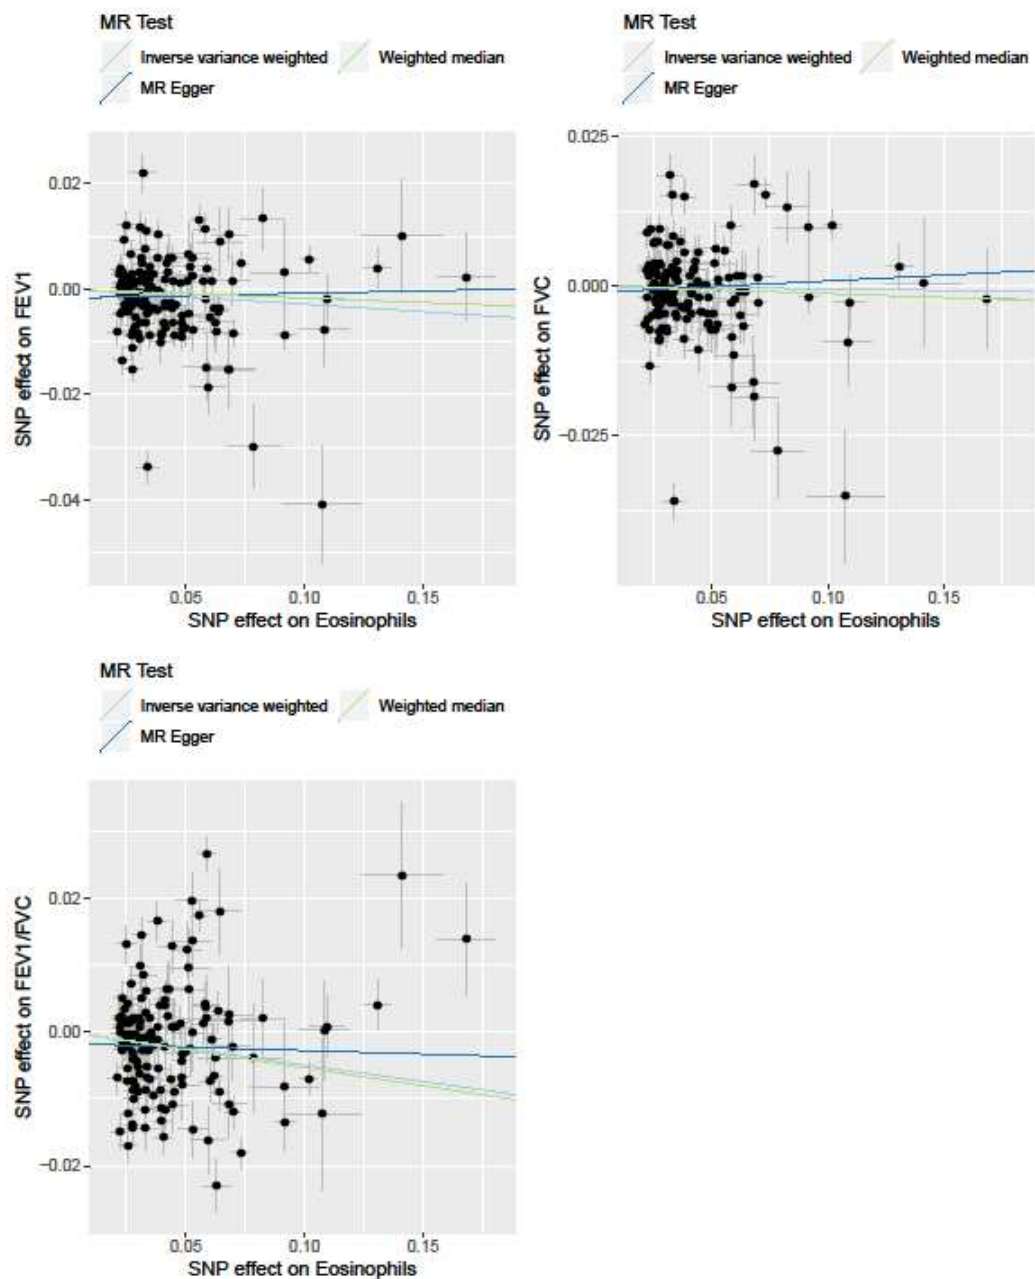 MR Test
Inverse variance weighted
Weighted median
MR Egger
0.02
0.00
−0.02
−0.04
SNP effect on FEV1
0.05
0.10
0.15
SNP effect on Eosinophils
MR Test
Inverse variance weighted
Weighted median
MR Egger
0.025
0.000
−0.025
SNP effect on FVC
0.05
0.10
0.15
SNP effect on Eosinophils
MR Test
Inverse variance weighted
Weighted median
MR Egger
0.02
0.00
−0.02
SNP effect on FEV1/FVC
0.05
0.10
0.15
SNP effect on Eosinophils